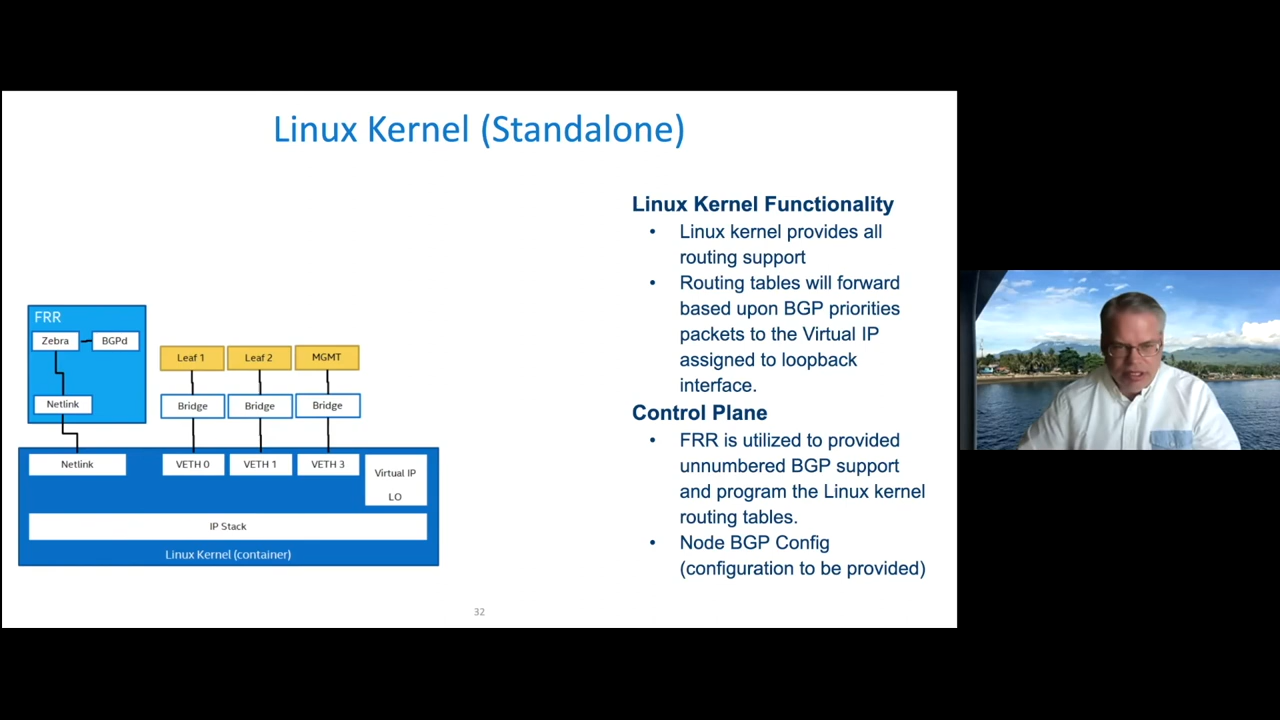 Linux Kernel (Standalone)
Linux Kernel Functionality
• Linux kernel provides all
routing support
• Routing tables will forward
based upon BGP priorities
packets to the Virtual IP
assigned to loopback
interface.
Control Plane
• FRR is utilized to provided
unnumbered BGP support
and program the Linux kernel
routing tables.
• Node BGP Config
(configuration to be provided)
FRR
Zebra
BGPd
Netlink
Leaf 1
Leaf 2
MGMT
Bridge
Bridge
Bridge
Netlink
VETH 0
VETH 1
VETH 3
Virtual IP
LO
IP Stack
Linux Kernel (container)
32